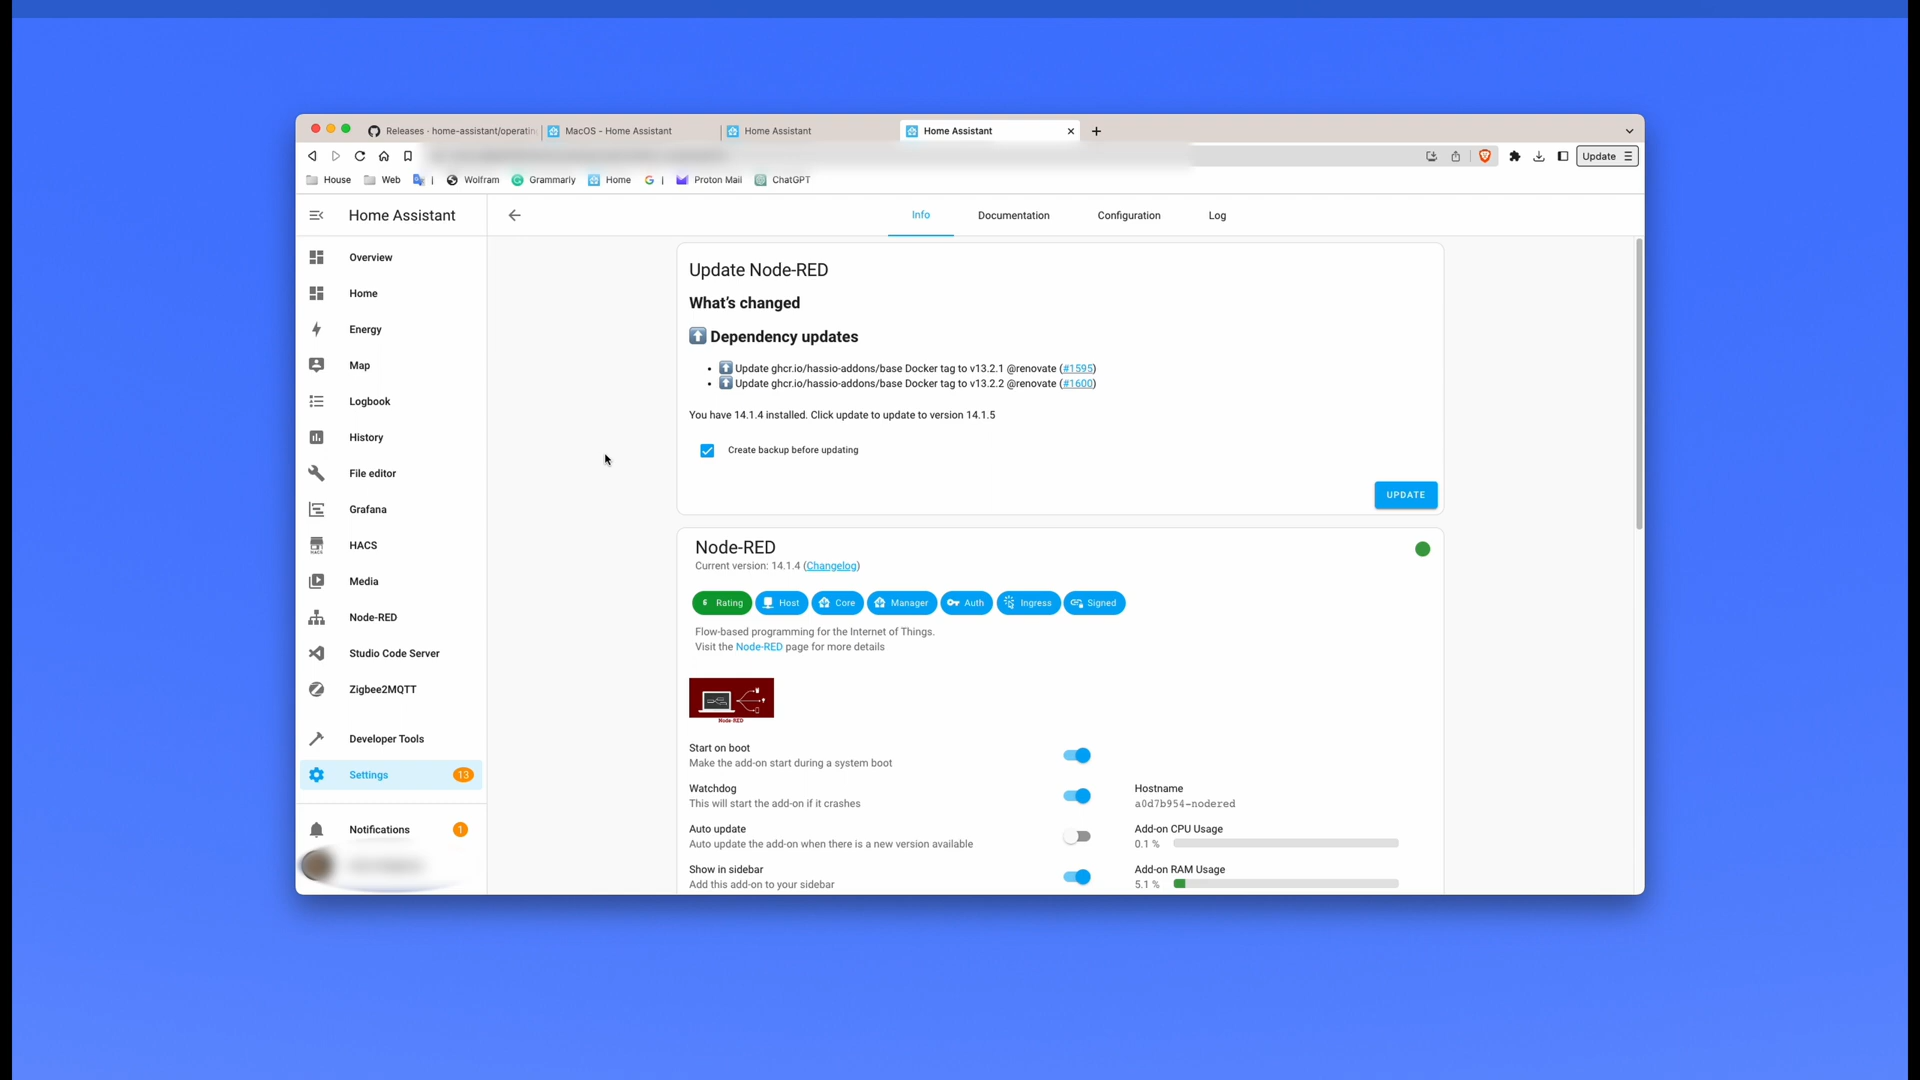 Releases · home-assistant/operatin
MacOS - Home Assistant
Home Assistant
Home Assistant
Update
House
Web
Wolfram
Grammarly
Home
Proton Mail
ChatGPT
Home Assistant
Info
Documentation
Configuration
Log
Overview
Home
Energy
Map
Logbook
History
File editor
Grafana
HACS
HACS
Media
Node-RED
Studio Code Server
Zigbee2MQTT
Developer Tools
Settings
13
Notifications
1
Update Node-RED
What's changed
Dependency updates
Update ghcr.io/hassio-addons/base Docker tag to v13.2.1 @renovate (#1595)
Update ghcr.io/hassio-addons/base Docker tag to v13.2.2 @renovate (#1600)
You have 14.1.4 installed. Click update to update to version 14.1.5
Create backup before updating
UPDATE
Node-RED
Current version: 14.1.4 (Changelog)
6 Rating
Host
Core
Manager
Auth
Ingress
Signed
Flow-based programming for the Internet of Things.
Visit the Node-RED page for more details
Node-RED
Start on boot
Make the add-on start during a system boot
Watchdog
This will start the add-on if it crashes
Hostname
a0d7b954-nodered
Auto update
Auto update the add-on when there is a new version available
Add-on CPU Usage
0.1 %
Show in sidebar
Add this add-on to your sidebar
Add-on RAM Usage
5.1 %